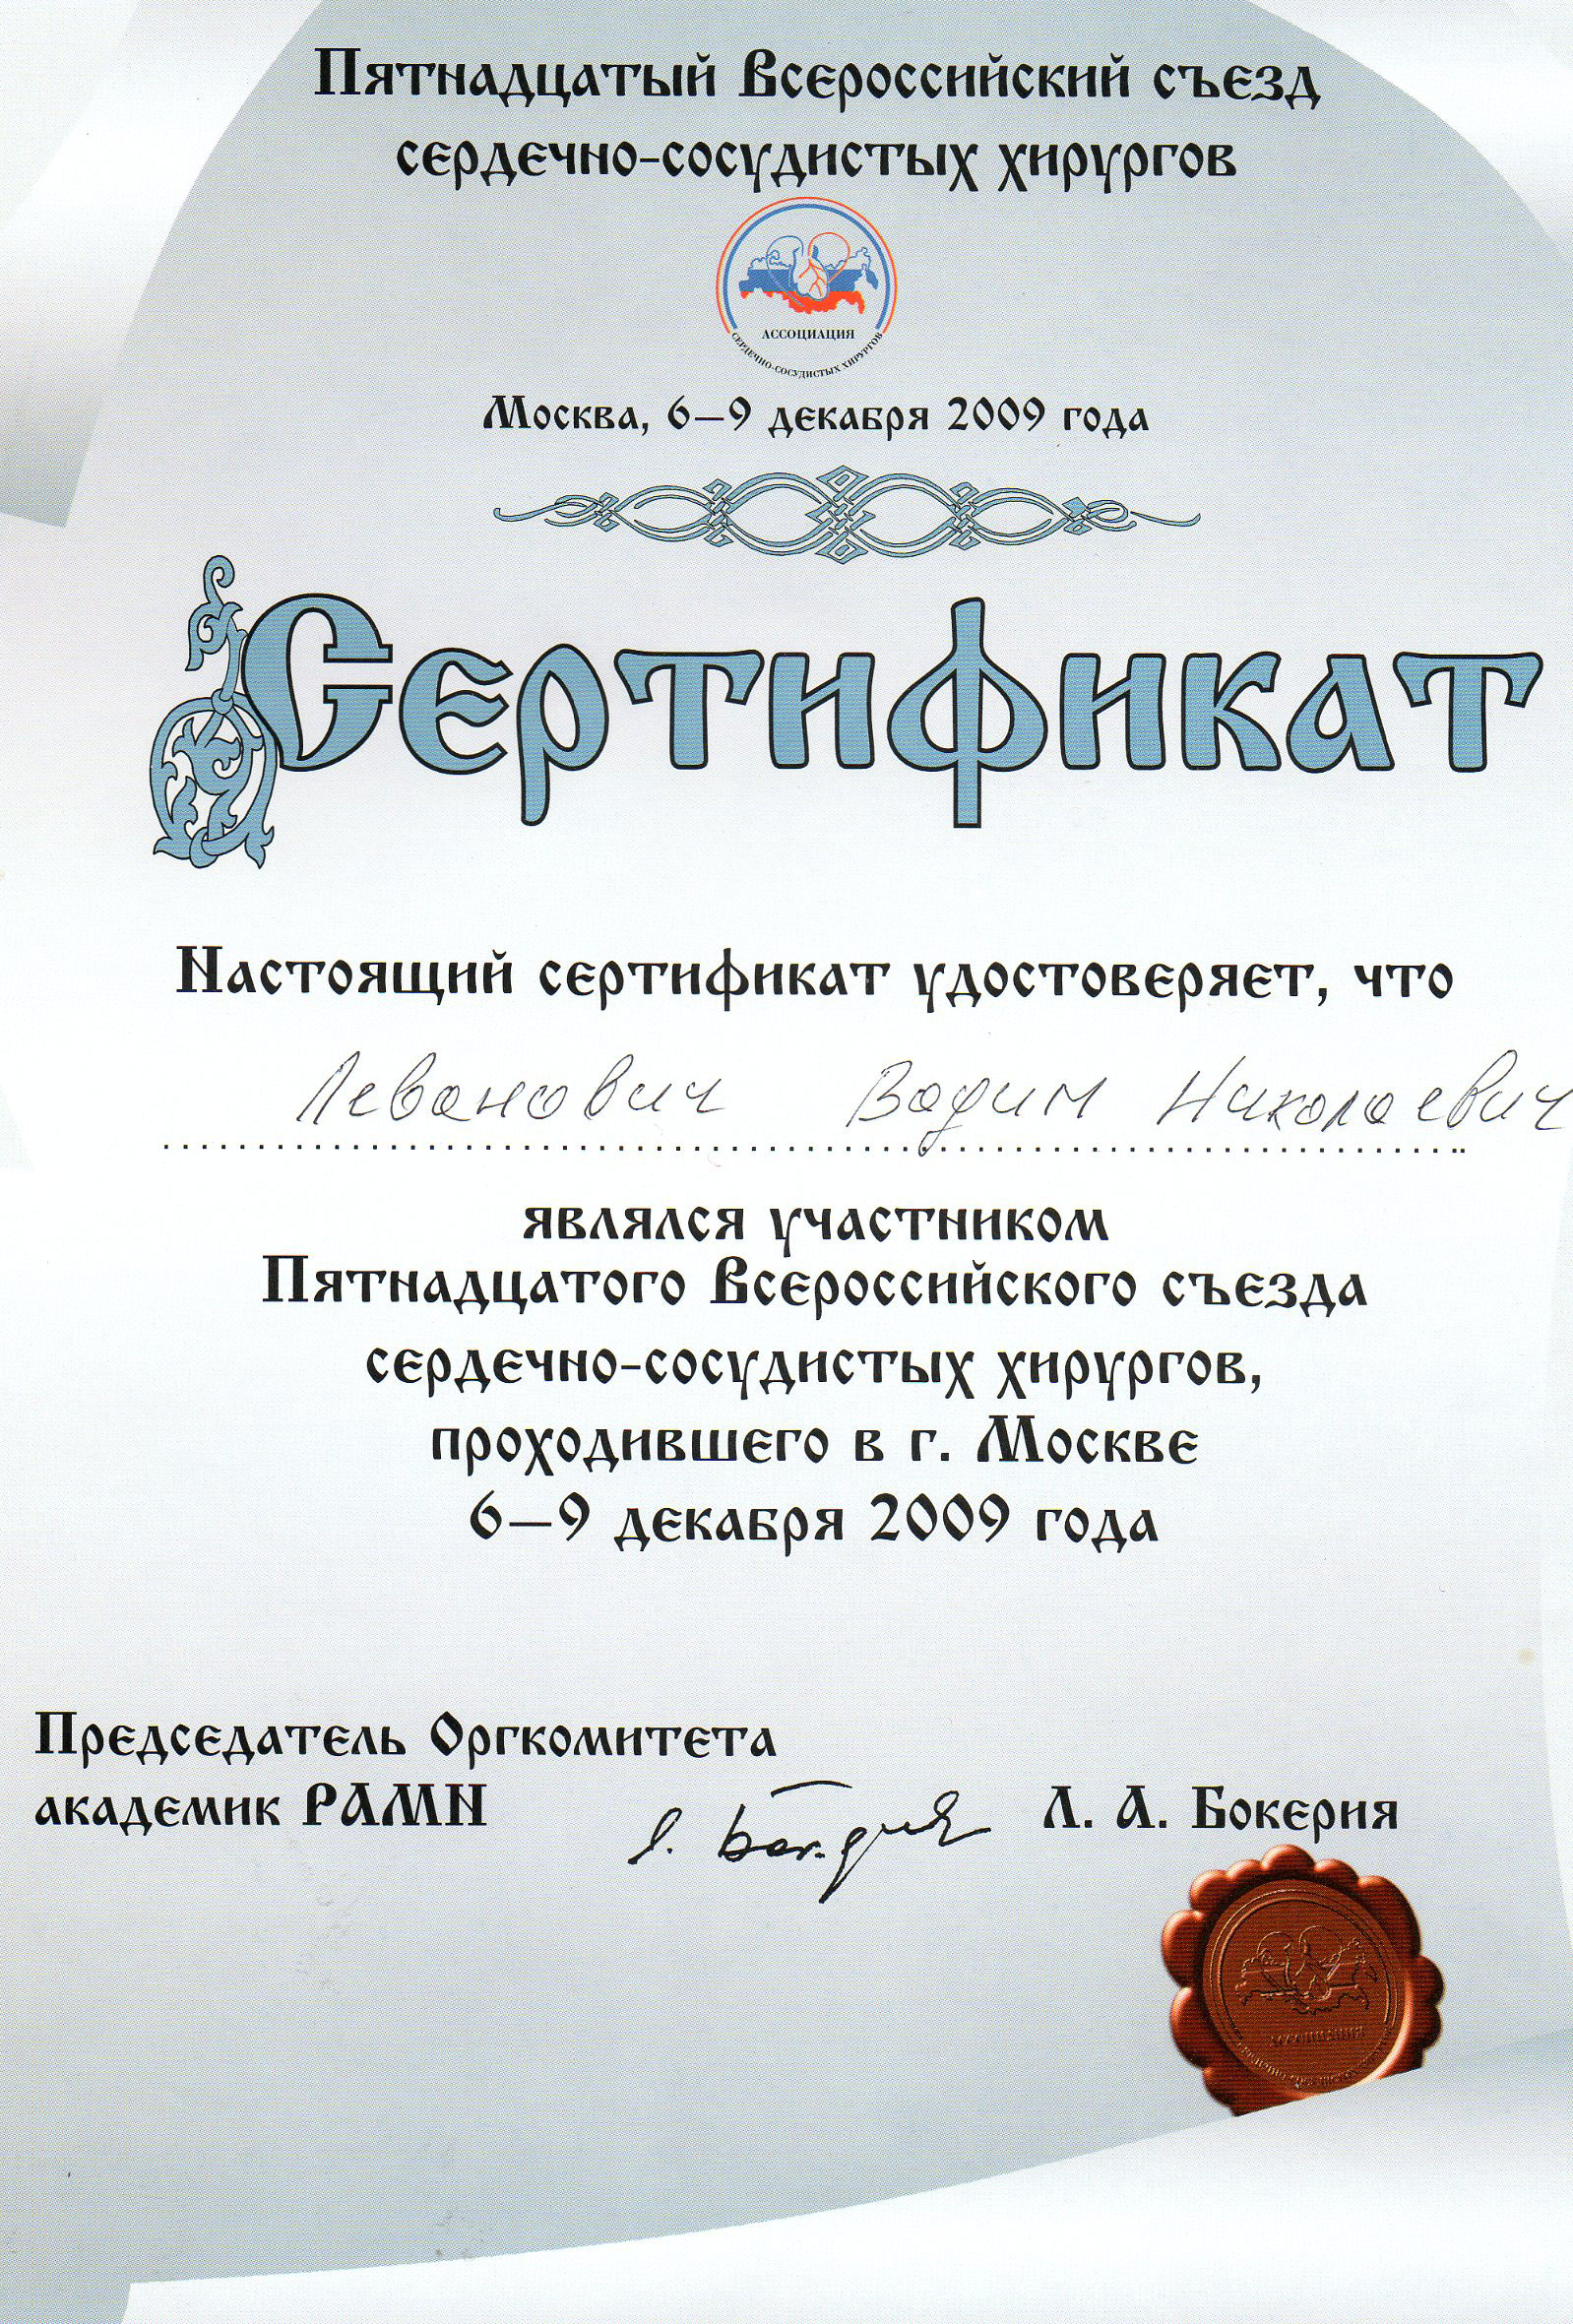 Пятнадцатый Всероссийский съезд
сердечно-сосудистых хирургов
АССОЦИАЦИЯ
СЕРДЕЧНО-СОСУДИСТЫХ ХИРУРГОВ
Москва, 6–9 декабря 2009 года
Сертификат
Настоящий сертификат удостоверяет, что
Леванович Вадим Николаевич
являлся участником
Пятнадцатого Всероссийского съезда
сердечно-сосудистых хирургов,
проходившего в г. Москве
6–9 декабря 2009 года
Председатель Оргкомитета
академик РАМН Л. А. Бокерия
АССОЦИАЦИЯ